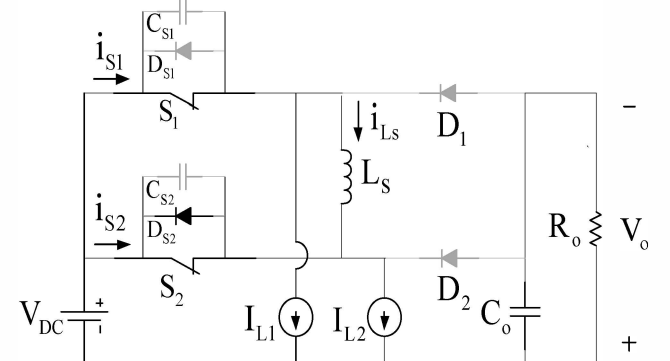 C_S1
i_S1
D_S1
S_1
i_Ls
D_1
L_S
C_S2
i_S2
D_S2
S_2
D_2
R_o
V_o
−
+
V_DC
+
-
I_L1
I_L2
C_o